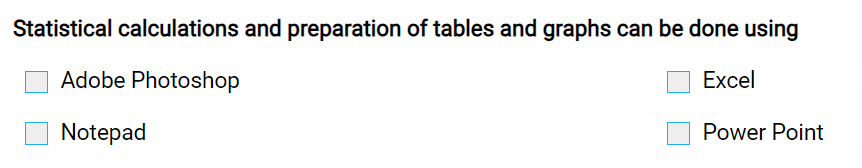 Statistical calculations and preparation of tables and graphs can be done using
Adobe Photoshop
Excel
Notepad
Power Point